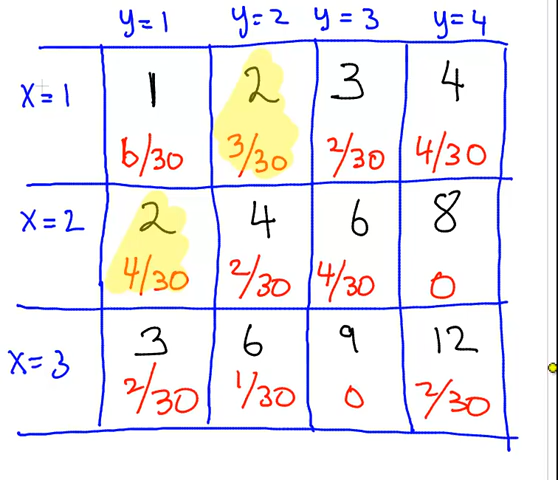 y=1 y=2 y=3 y=4
x=1 1 2 3 4
6/30 3/30 2/30 4/30
x=2 2 4 6 8
4/30 2/30 4/30 0
x=3 3 6 9 12
2/30 1/30 0 2/30